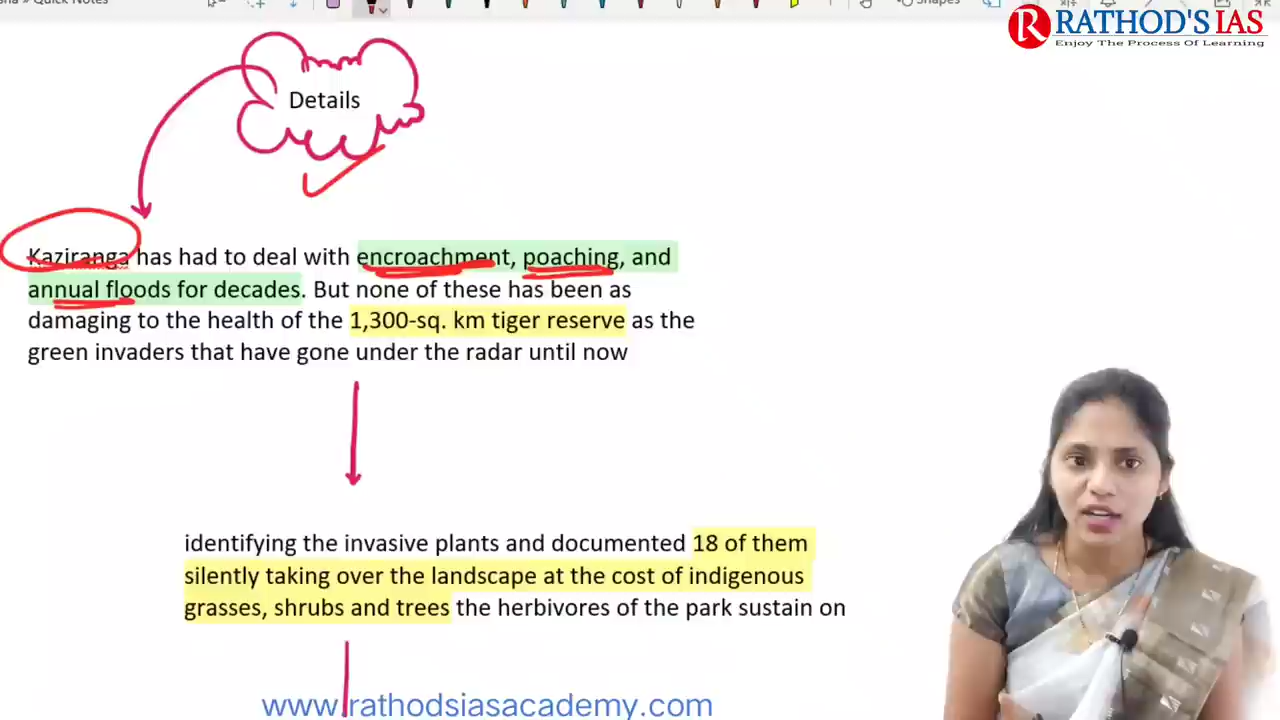 » Quick Notes
Shapes
R RATHOD'S IAS
Enjoy The Process Of Learning
Details
Kaziranga has had to deal with encroachment, poaching, and
annual floods for decades. But none of these has been as
damaging to the health of the 1,300-sq. km tiger reserve as the
green invaders that have gone under the radar until now
identifying the invasive plants and documented 18 of them
silently taking over the landscape at the cost of indigenous
grasses, shrubs and trees the herbivores of the park sustain on
www.rathodsiasacademy.com